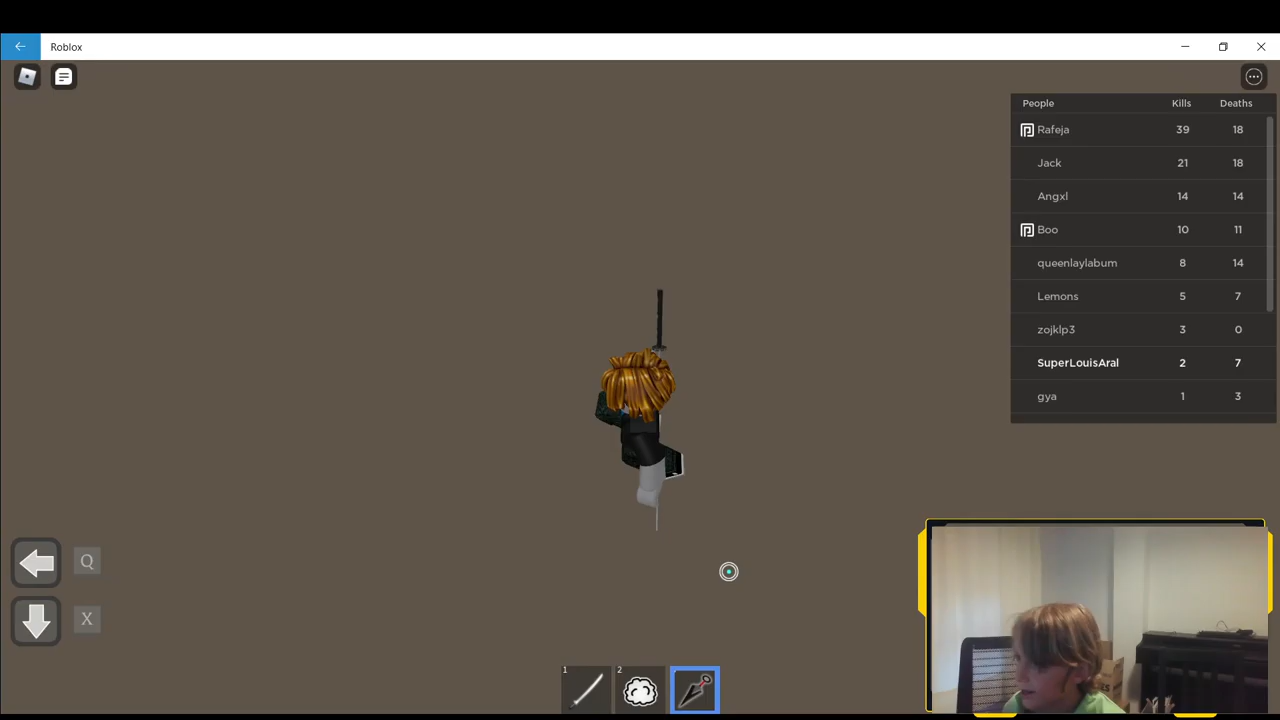 Roblox
People Kills Deaths
Rafeja 39 18
Jack 21 18
Angxl 14 14
Boo 10 11
queenlaylabum 8 14
Lemons 5 7
zojklp3 3 0
SuperLouisAral 2 7
gya 1 3
Q
X
1 2